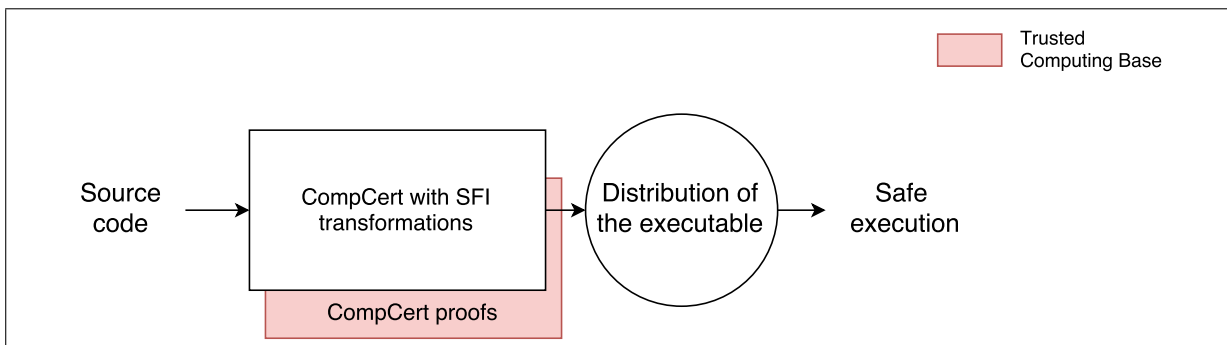 Trusted
Computing Base
Source
code
CompCert with SFI
transformations
Distribution of
the executable
Safe
execution
CompCert proofs